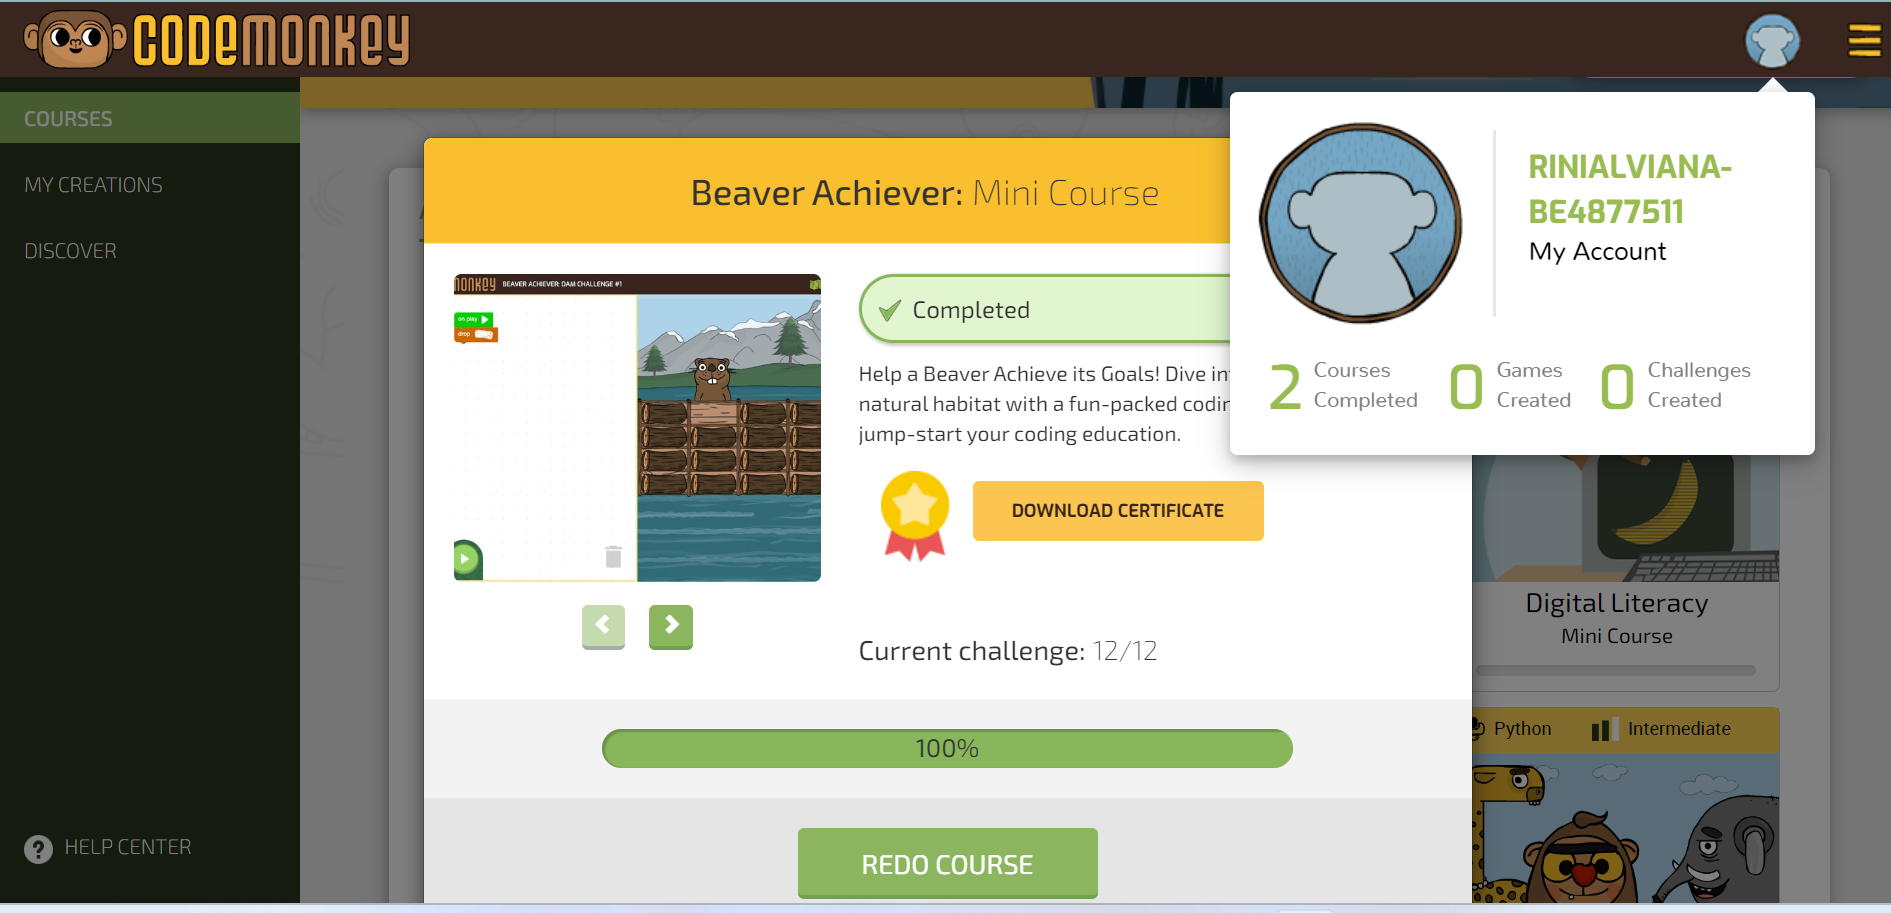 CODEMONKEY
COURSES
MY CREATIONS
DISCOVER
HELP CENTER
Beaver Achiever: Mini Course
MONKEY BEAVER ACHIEVER: DAM CHALLENGE #1
on play
drop
Completed
Help a Beaver Achieve its Goals! Dive in
natural habitat with a fun-packed codin
jump-start your coding education.
DOWNLOAD CERTIFICATE
Current challenge: 12/12
100%
REDO COURSE
RINIALVIANA-
BE4877511
My Account
2 Courses Completed
0 Games Created
0 Challenges Created
Digital Literacy
Mini Course
Python
Intermediate